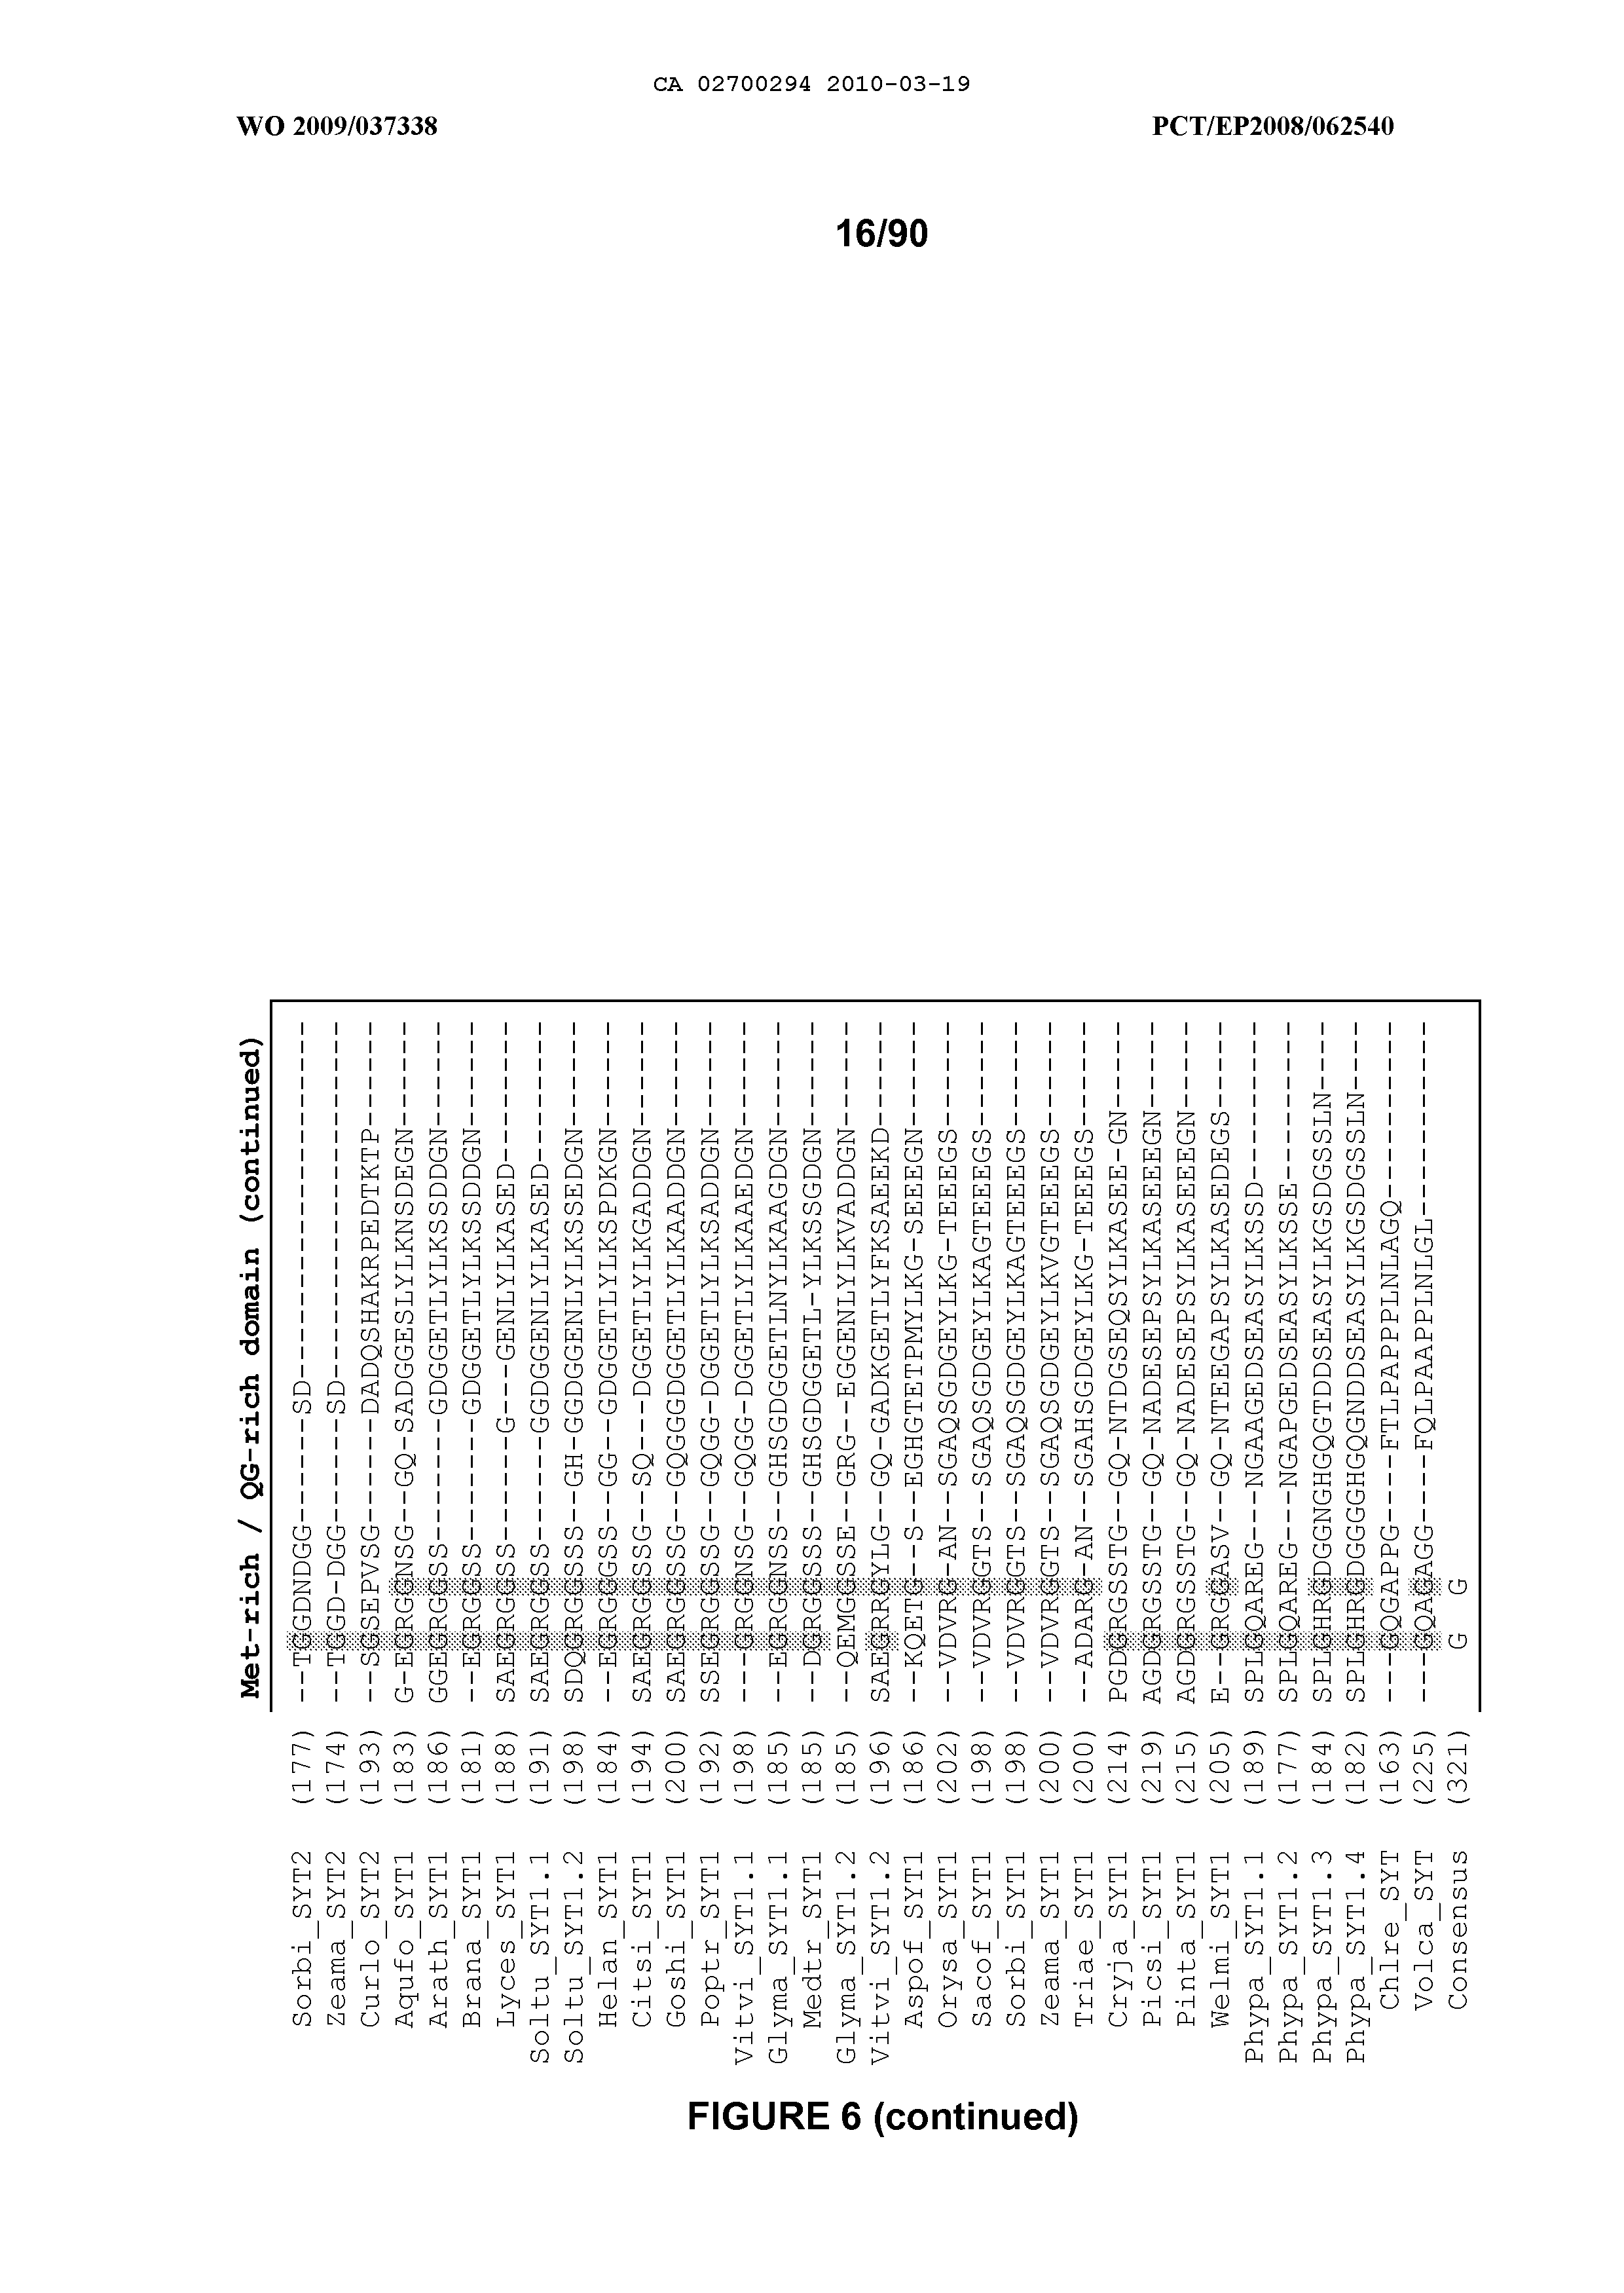 CA 02700294 2010-03-19
WO 2009/037338 PCT/EP2008/062540
16/90
Met-rich / QG-rich domain (continued)
Sorbi_SYT2 (177) --TGGDNDGG------SD--------------------
Zeama_SYT2 (174) --TGGD-DGG------SD--------------------
Curlo_SYT2 (193) --SGSEPVSG------DADQSHAKRPEDTKTP------
Aqufo_SYT1 (183) G-EGRGGNSG--GQ-SADGGESLYLKNSDEGN------
Arath_SYT1 (186) GGEGRGGSS-------GDGGETLYLKSSDDGN------
Brana_SYT1 (181) --EGRGGSS-------GDGGETLYLKSSDDGN------
Lyces_SYT1 (188) SAEGRGGSS------G---GENLYLKASED--------
Soltu_SYT1.1 (191) SAEGRGGSS------GGDGGENLYLKASED--------
Soltu_SYT1.2 (198) SDQGRGGSSS--GH-GGDGGENLYLKSSEDGN------
Helan_SYT1 (184) --EGRGGGSS--GG--GDGGETLYLKSPDKGN------
Citsi_SYT1 (194) SAEGRGGSSG--SQ---DGGETLYLKGADDGN------
Goshi_SYT1 (200) SAEGRGGSSG--GQGGGDGGETLYLKAADDGN------
Poptr_SYT1 (192) SSEGRGGSSG--GQGG-DGGETLYLKSADDGN------
Vitvi_SYT1.1 (198) ---GRGGNSG--GQGG-DGGETLYLKAAEDGN------
Glyma_SYT1.1 (185) --EGRGGNSS--GHSGDGGETLNYLKAAGDGN------
Medtr_SYT1 (185) --DGRGGSSS--GHSGDGGETL-YLKSSGDGN------
Glyma_SYT1.2 (185) --QEMGGSSE--GRG--EGGENLYLKVADDGN------
Vitvi_SYT1.2 (196) SAEGRRGYLG--GQ-GADKGETLYFKSAEEKD------
Aspof_SYT1 (186) --KQETG--S--EGHGTETPMYLKG-SEEEGN------
Orysa_SYT1 (202) --VDVRG-AN--SGAQSGDGEYLKG-TEEEGS------
Sacof_SYT1 (198) --VDVRGGTS--SGAQSGDGEYLKAGTEEEGS------
Sorbi_SYT1 (198) --VDVRGGTS--SGAQSGDGEYLKAGTEEEGS------
Zeama_SYT1 (200) --VDVRGGTS--SGAQSGDGEYLKVGTEEEGS------
Triae_SYT1 (200) --ADARG-AN--SGAHSGDGEYLKG-TEEEGS------
Cryja_SYT1 (214) PGDGRGSSTG--GQ-NTDGSEQSYLKASEE-GN-----
Picsi_SYT1 (219) AGDGRGSSTG--GQ-NADESEPSYLKASEEEGN-----
Pinta_SYT1 (215) AGDGRGSSTG--GQ-NADESEPSYLKASEEEGN-----
Welmi_SYT1 (205) E--GRGGASV--GQ-NTEEGAPSYLKASEDEGS-----
Phypa_SYT1.1 (189) SPLGQAREG---NGAAGEDSEASYLKSSD---------
Phypa_SYT1.2 (177) SPLGQAREG---NGAPGEDSEASYLKSSE---------
Phypa_SYT1.3 (184) SPLGHRGDGGNGHGQGTDDSEASYLKGSDGSSLN----
Phypa_SYT1.4 (182) SPLGHRGDGGGGHGQGNDDSEASYLKGSDGSSLN----
Chlre_SYT (163) ---GQGAPPG----FTLPAPPPLNLAGQ----------
Volca_SYT (225) ---GQAGAGG----FQLPAAPPLNLGL-----------
Consensus (321)    G  G
FIGURE 6 (continued)